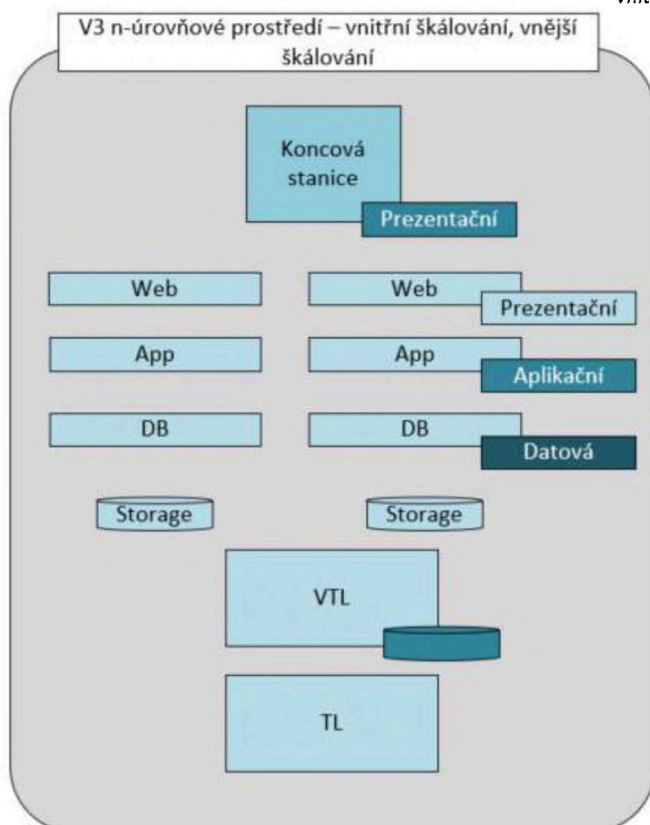 V3 n-úrovňové prostředí – vnitřní škálování, vnější
škálování
Koncová
stanice
Prezentační
Web
Web
Prezentační
App
App
Aplikační
DB
DB
Datová
Storage
Storage
VTL
TL